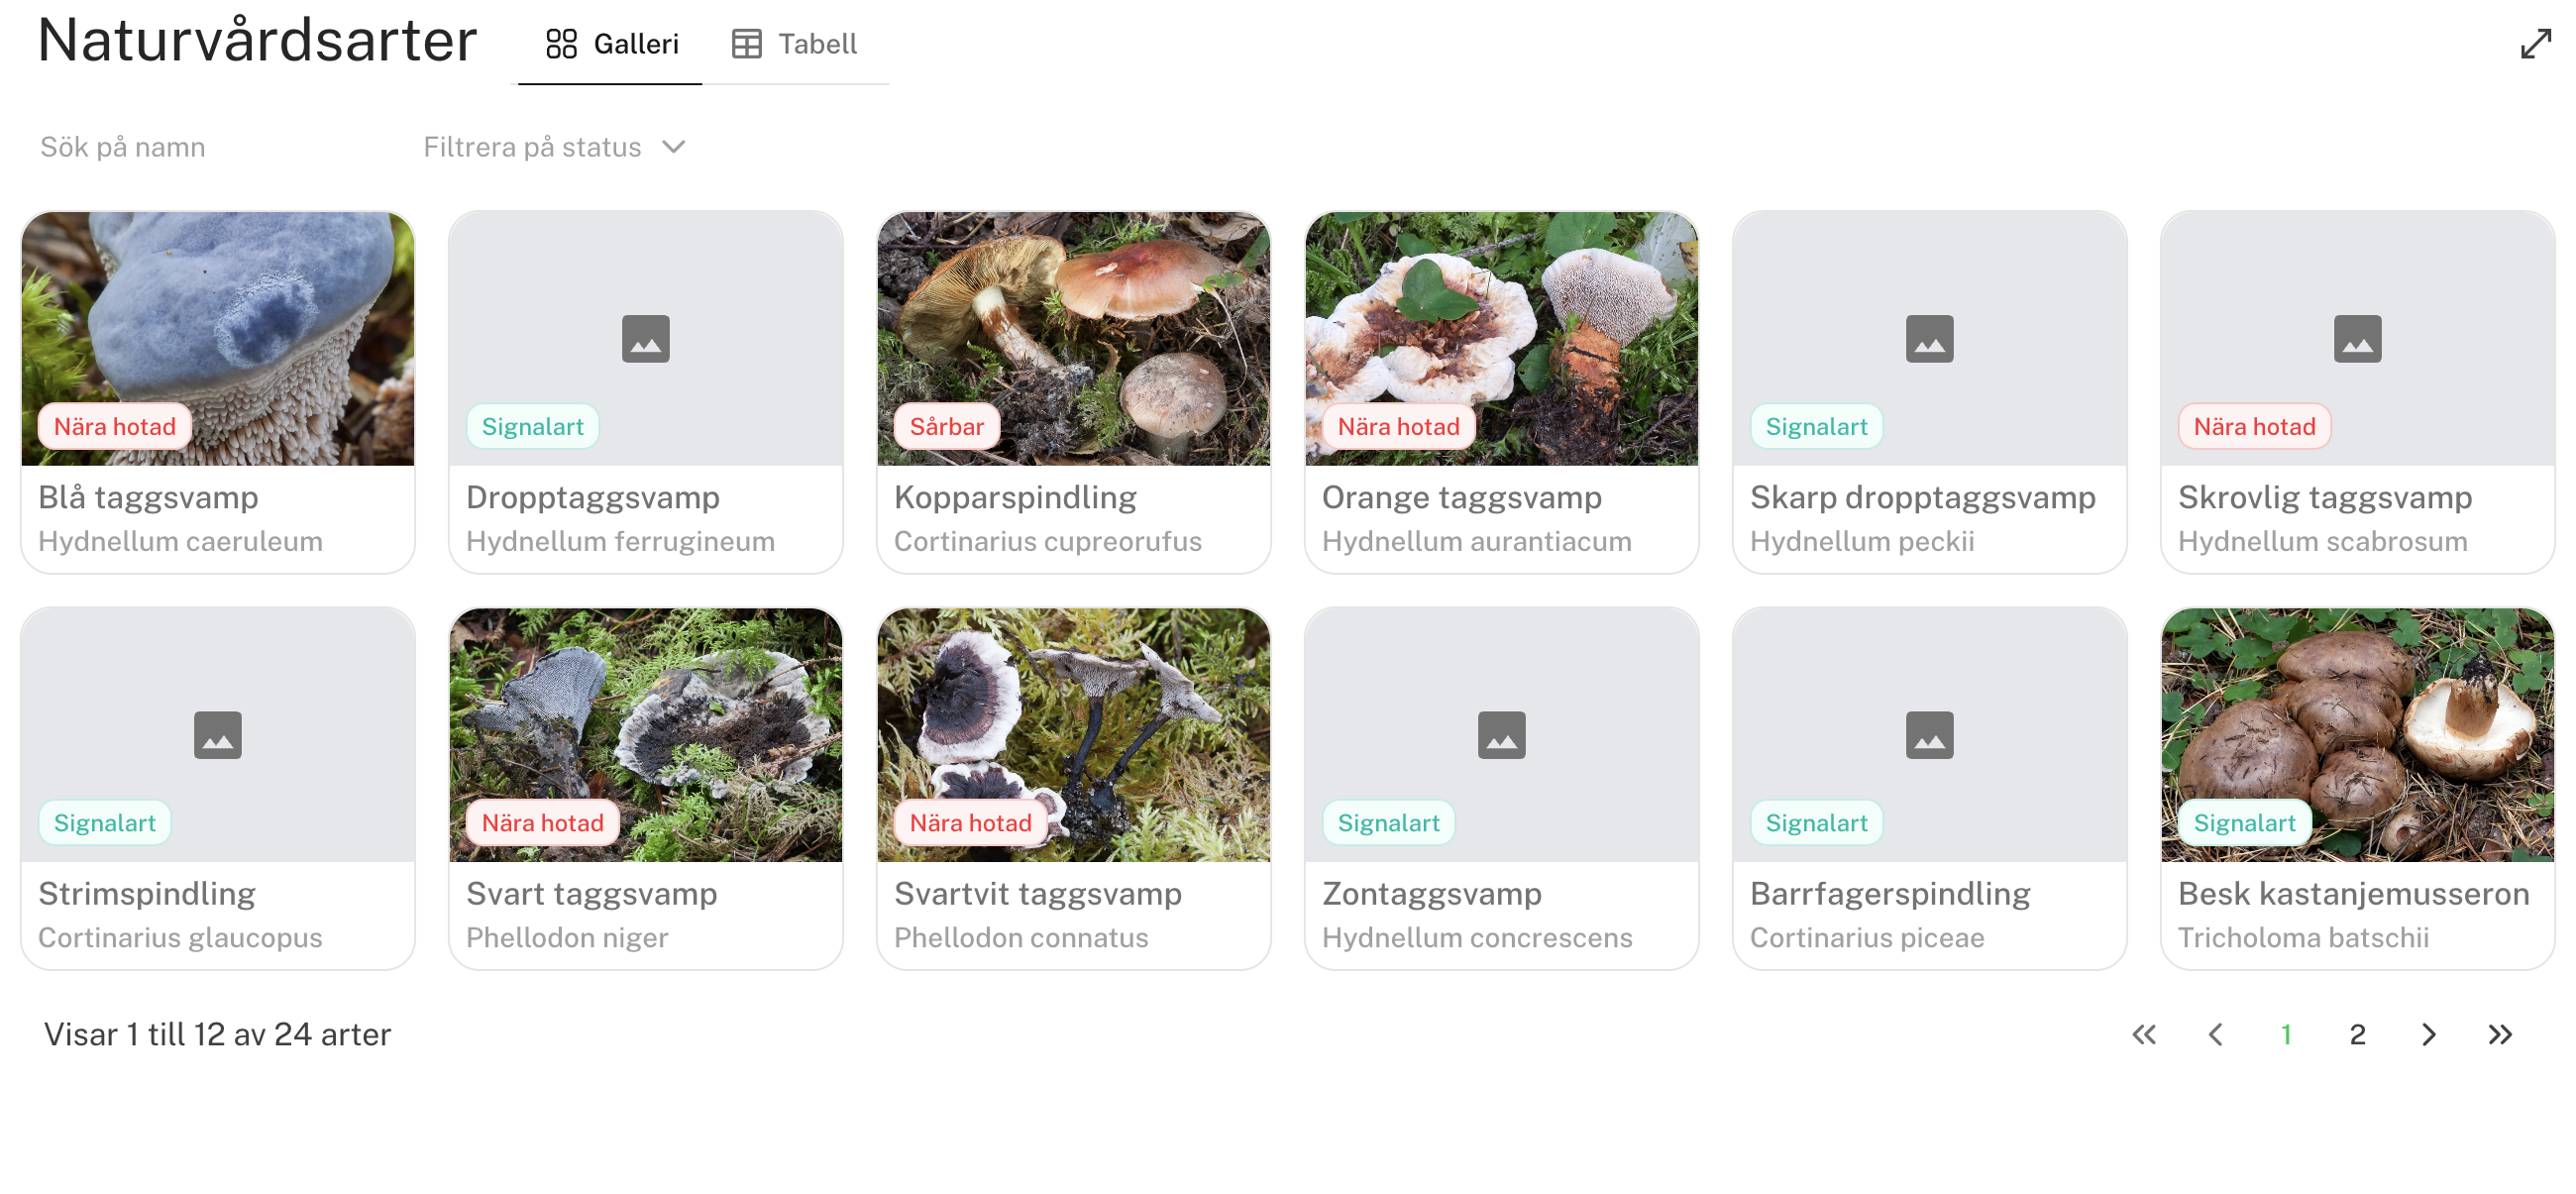 Naturvårdsarter
Galleri
Tabell
Sök på namn
Filtrera på status
Nära hotad
Blå taggsvamp
Hydnellum caeruleum
Signalart
Dropptaggsvamp
Hydnellum ferrugineum
Sårbar
Kopparspindling
Cortinarius cupreorufus
Nära hotad
Orange taggsvamp
Hydnellum aurantiacum
Signalart
Skarp dropptaggsvamp
Hydnellum peckii
Nära hotad
Skrovlig taggsvamp
Hydnellum scabrosum
Signalart
Strimspindling
Cortinarius glaucopus
Nära hotad
Svart taggsvamp
Phellodon niger
Nära hotad
Svartvit taggsvamp
Phellodon connatus
Signalart
Zontaggsvamp
Hydnellum concrescens
Signalart
Barrfagerspindling
Cortinarius piceae
Signalart
Besk kastanjemusseron
Tricholoma batschii
Visar 1 till 12 av 24 arter
1 2